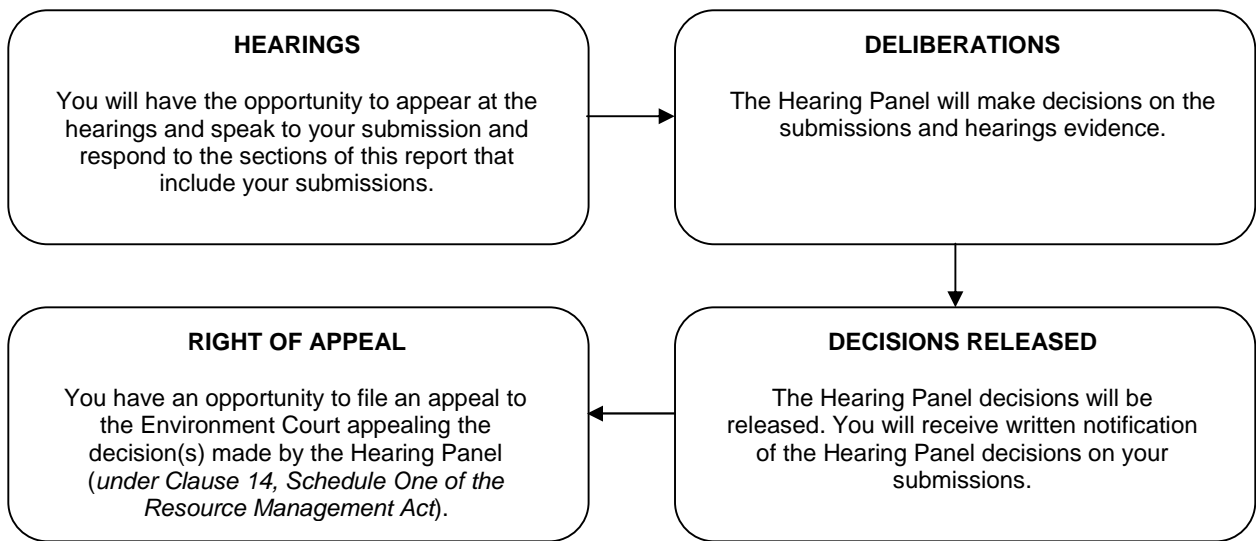 HEARINGS
You will have the opportunity to appear at the
hearings and speak to your submission and
respond to the sections of this report that
include your submissions.
DELIBERATIONS
The Hearing Panel will make decisions on the
submissions and hearings evidence.
DECISIONS RELEASED
The Hearing Panel decisions will be
released. You will receive written notification
of the Hearing Panel decisions on your
submissions.
RIGHT OF APPEAL
You have an opportunity to file an appeal to
the Environment Court appealing the
decision(s) made by the Hearing Panel
(under Clause 14, Schedule One of the
Resource Management Act).